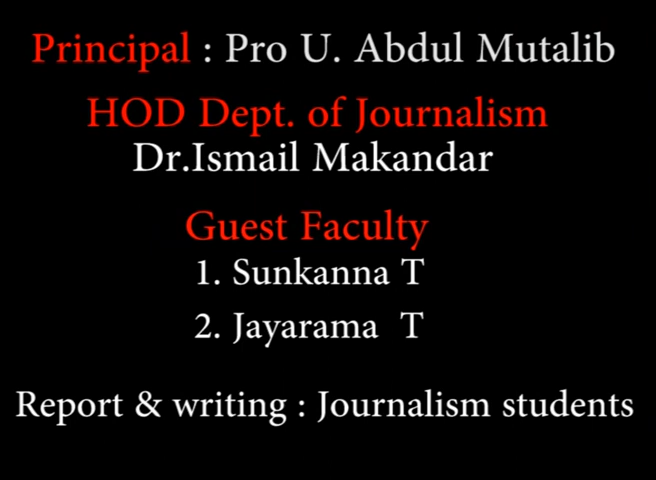 Principal : Pro U. Abdul Mutalib
HOD Dept. of Journalism
Dr.Ismail Makandar
Guest Faculty
1. Sunkanna T
2. Jayarama T
Report & writing : Journalism students